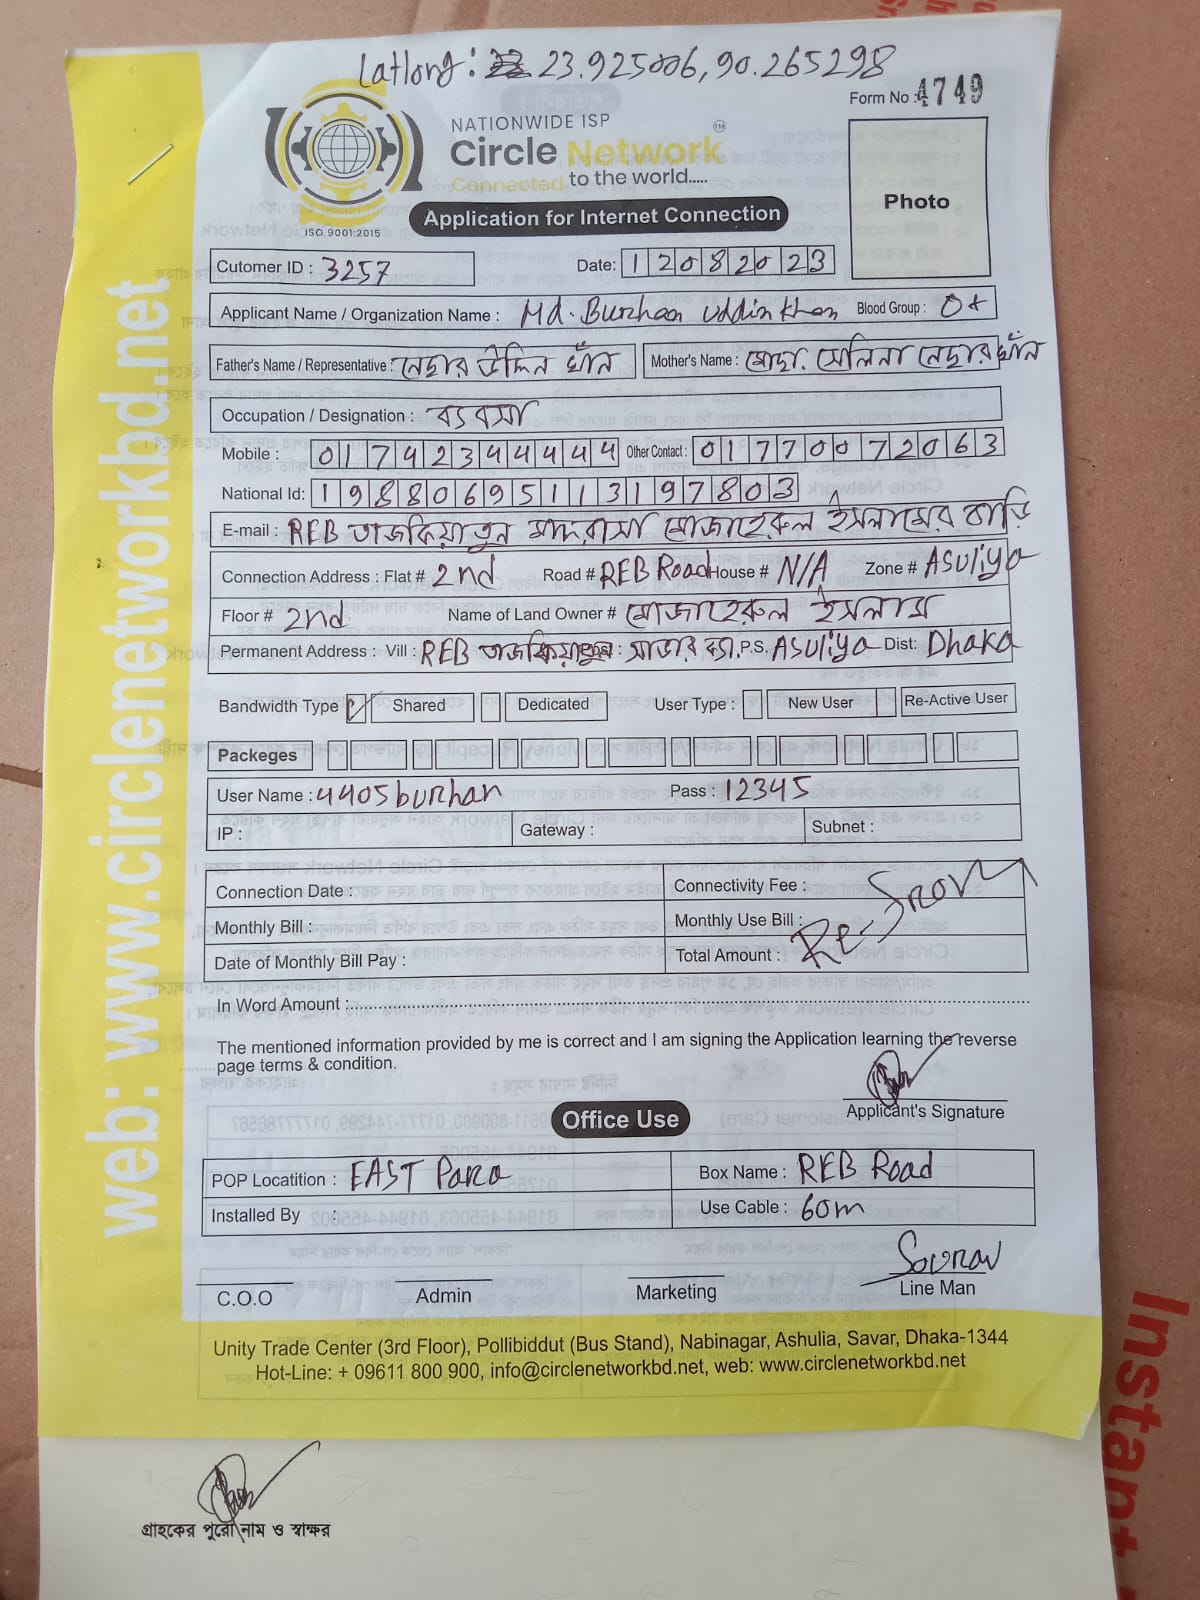 Latlong: 23.925006,90.265298
Form No :4749
NATIONWIDE ISP
Circle Network™
Connected to the world.....
ISO 9001:2015
Application for Internet Connection
Photo
Cutomer ID : 3257 Date: 12082023
Applicant Name / Organization Name : Md. Burhan Uddin Khan Blood Group : O+
Father's Name / Representative : নেছার উদ্দিন খাঁন Mother's Name : মোছা. সেলিনা নেছার খাঁন
Occupation / Designation : ব্যবসা
Mobile : 01742344444 Other Contact : 01770072063
National Id: 19880695113197803
E-mail : REB তাজকিয়াতুন মাদরাসা মোজাহেরুল ইসলামের বাড়ি
Connection Address : Flat # 2nd Road # REB Road House # N/A Zone # ASuliya
Floor # 2nd Name of Land Owner # মোজাহেরুল ইসলাম
Permanent Address : Vill : REB তাজকিয়াতুন সাভার ক্যা. P.S. ASuliya Dist: Dhaka
Bandwidth Type Shared Dedicated User Type : New User Re-Active User
Packeges
User Name : 4405burhan Pass : 12345
IP : Gateway : Subnet :
Connection Date : Connectivity Fee :
Monthly Bill : Monthly Use Bill :
Date of Monthly Bill Pay : Total Amount :
In Word Amount :
The mentioned information provided by me is correct and I am signing the Application learning the reverse
page terms & condition.
Applicant's Signature
Office Use
POP Locatition : EAST Para Box Name : REB Road
Installed By : Use Cable : 60m
Sourav
C.O.O Admin Marketing Line Man
Unity Trade Center (3rd Floor), Pollibiddut (Bus Stand), Nabinagar, Ashulia, Savar, Dhaka-1344
Hot-Line: + 09611 800 900, info@circlenetworkbd.net, web: www.circlenetworkbd.net
web: www.circlenetworkbd.net
গ্রাহকের পুরো নাম ও স্বাক্ষর
Instant